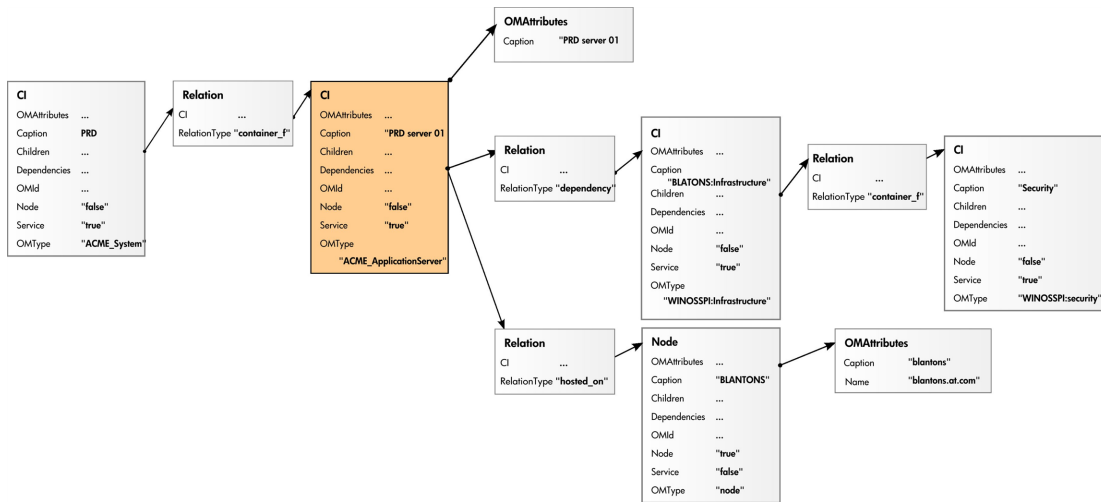 OMAttributes
Caption "PRD server 01
CI
OMAttributes ...
Caption PRD
Children ...
Dependencies ...
OMId ...
Node "false"
Service "true"
OMType "ACME_System"
Relation
CI ...
RelationType "container_f"
CI
OMAttributes ...
Caption "PRD server 01
Children ...
Dependencies ...
OMId ...
Node "false"
Service "true"
OMType
"ACME_ApplicationServer"
Relation
CI ...
RelationType "dependency"
CI
OMAttributes ...
Caption
"BLATONS:Infrastructure"
Children ...
Dependencies ...
OMId ...
Node "false"
Service "true"
OMType
"WINOSSPI:Infrastructure"
Relation
CI ...
RelationType "container_f"
CI
OMAttributes ...
Caption "Security"
Children ...
Dependencies ...
OMId ...
Node "false"
Service "true"
OMType "WINOSSPI:security"
Relation
CI ...
RelationType "hosted_on"
Node
OMAttributes ...
Caption "BLANTONS"
Children ...
Dependencies ...
OMId ...
Node "true"
Service "false"
OMType "node"
OMAttributes
Caption "blantons"
Name "blantons.at.com"